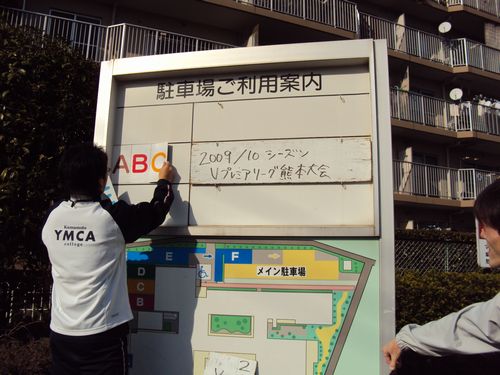 駐車場ご利用案内
ABC
2009/10 シーズン
Vプレミアリーグ熊本大会
Kumamoto
YMCA
college
E
F
メイン駐車場
D
C
B
2
V